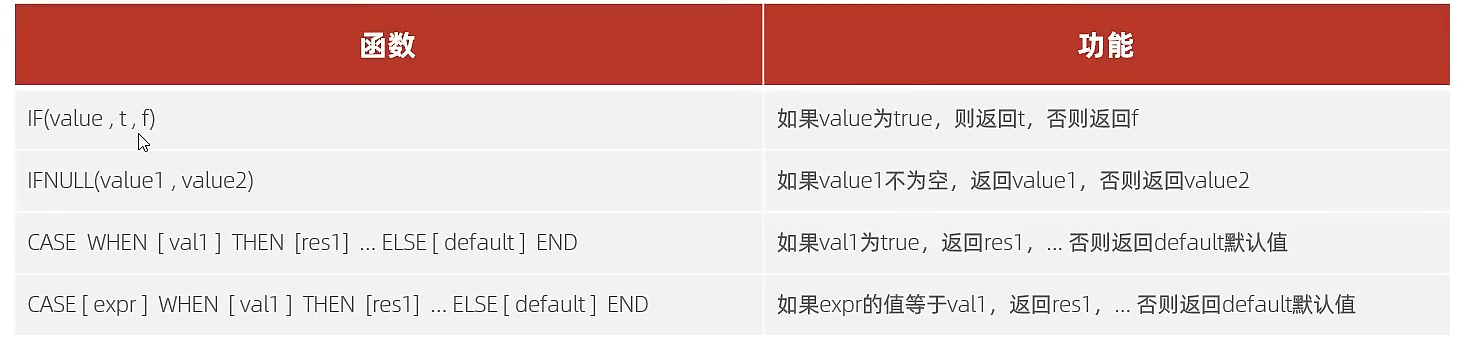 函数 功能
IF(value , t , f) 如果value为true，则返回t，否则返回f
IFNULL(value1 , value2) 如果value1不为空，返回value1，否则返回value2
CASE WHEN [ val1 ] THEN [res1] ... ELSE [ default ] END 如果val1为true，返回res1，... 否则返回default默认值
CASE [ expr ] WHEN [ val1 ] THEN [res1] ... ELSE [ default ] END 如果expr的值等于val1，返回res1，... 否则返回default默认值